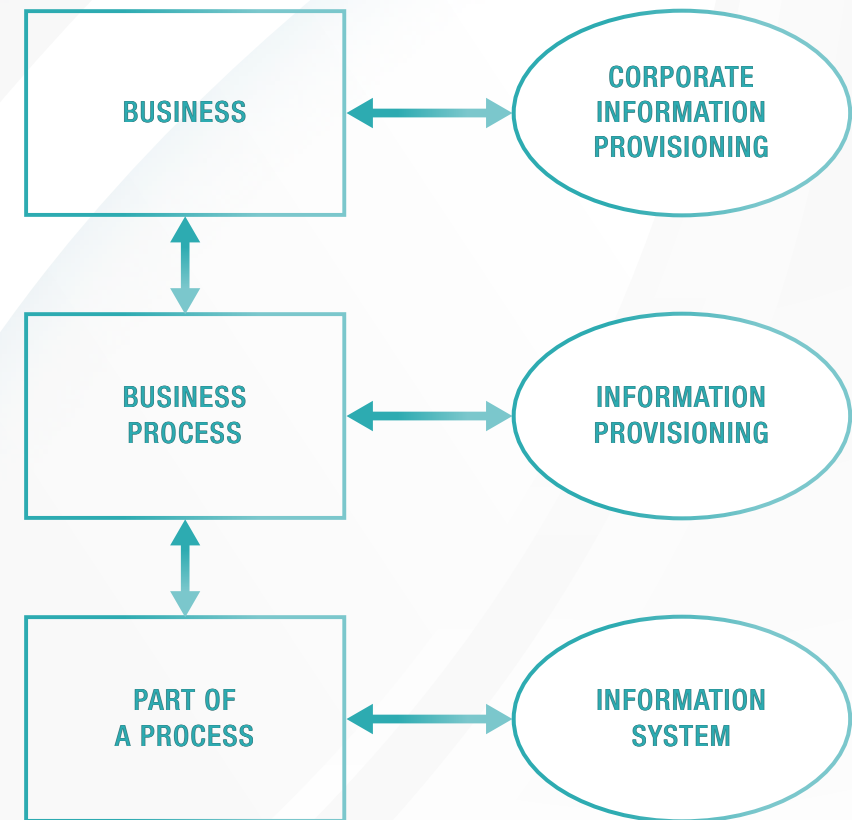 BUSINESS
CORPORATE
INFORMATION
PROVISIONING
BUSINESS
PROCESS
INFORMATION
PROVISIONING
PART OF
A PROCESS
INFORMATION
SYSTEM